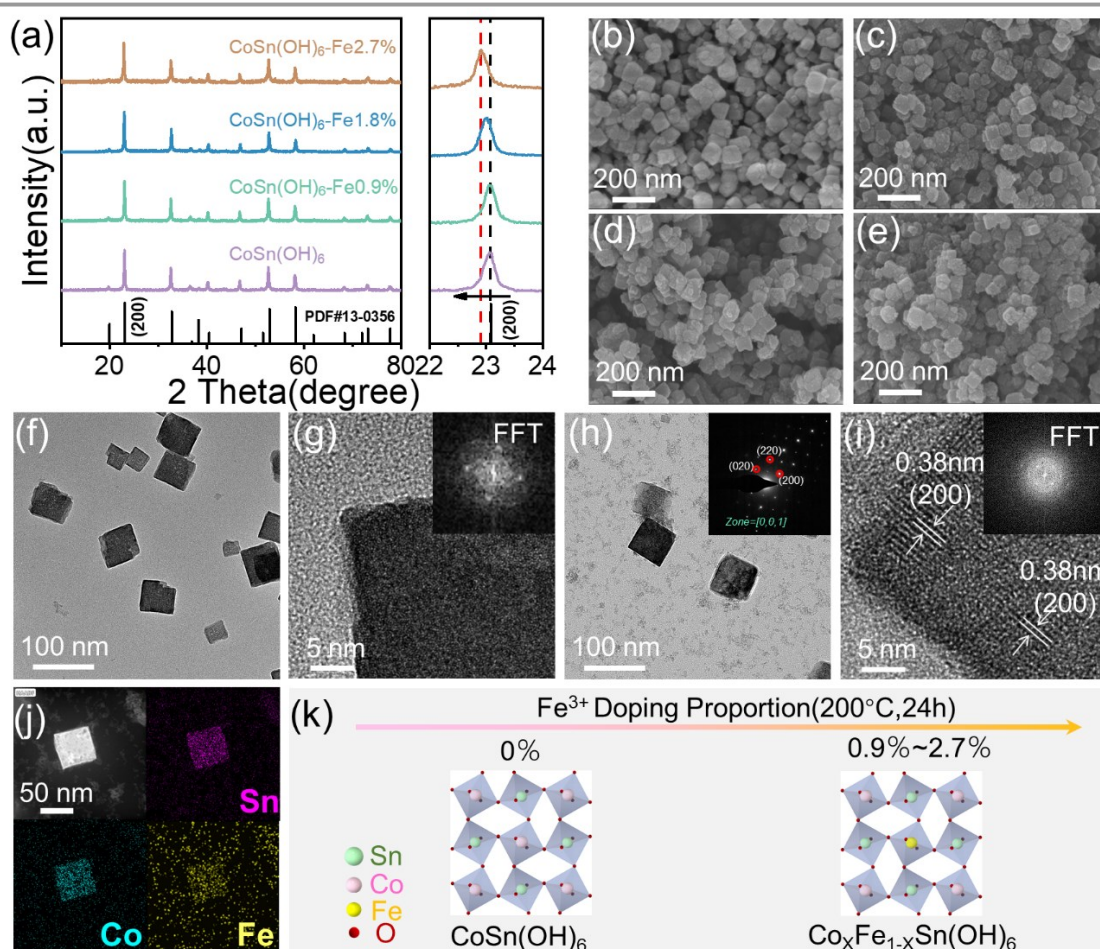 (a)
Intensity(a.u.)
CoSn(OH)6-Fe2.7%
CoSn(OH)6-Fe1.8%
CoSn(OH)6-Fe0.9%
CoSn(OH)6
(200)
PDF#13-0356
(200)
20 40 60 80 22 23 24
2 Theta(degree)
(b)
200 nm
(c)
200 nm
(d)
200 nm
(e)
200 nm
(f)
100 nm
(g)
FFT
5 nm
(h)
(220)
(020)
(200)
Zone=[0,0,1]
100 nm
(i)
FFT
0.38nm
(200)
0.38nm
(200)
5 nm
(j)
50 nm
Sn
Co
Fe
(k)
Fe3+ Doping Proportion(200°C,24h)
0%
0.9%~2.7%
Sn
Co
Fe
O
CoSn(OH)6
CoXFe1-XSn(OH)6